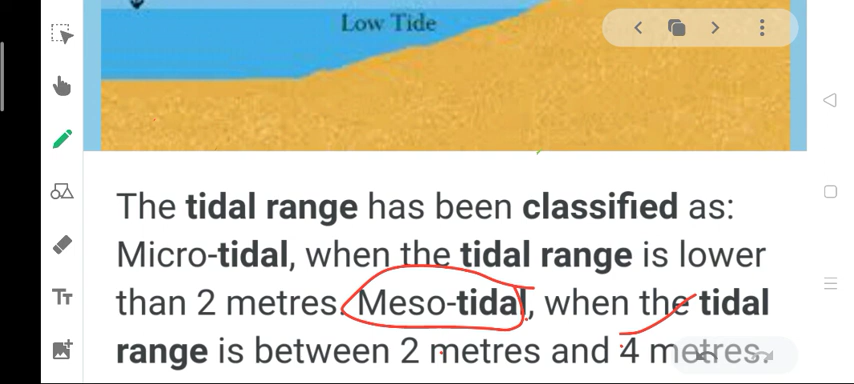 Low Tide
The tidal range has been classified as:
Micro-tidal, when the tidal range is lower
than 2 metres. Meso-tidal, when the tidal
range is between 2 metres and 4 metres.
Tт